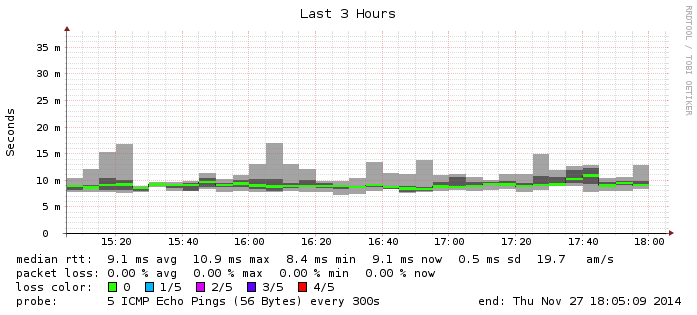 Last 3 Hours
RRDTOOL / TOBI OETIKER
Seconds
35 m
30 m
25 m
20 m
15 m
10 m
5 m
0
15:20 15:40 16:00 16:20 16:40 17:00 17:20 17:40 18:00
median rtt: 9.1 ms avg 10.9 ms max 8.4 ms min 9.1 ms now 0.5 ms sd 19.7 am/s
packet loss: 0.00 % avg 0.00 % max 0.00 % min 0.00 % now
loss color: 0 1/5 2/5 3/5 4/5
probe: 5 ICMP Echo Pings (56 Bytes) every 300s end: Thu Nov 27 18:05:09 2014